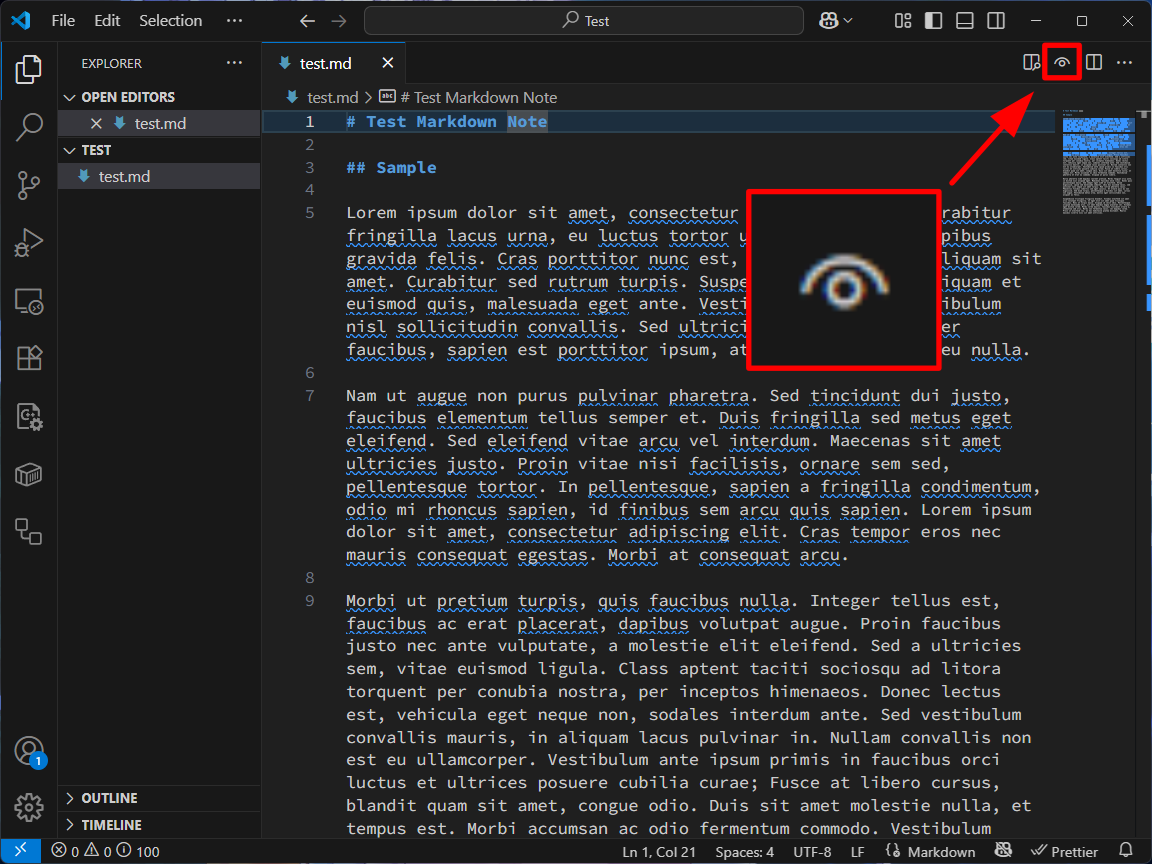 File Edit Selection ···
Test
EXPLORER
OPEN EDITORS
test.md
TEST
test.md
OUTLINE
TIMELINE
test.md
test.md > # Test Markdown Note
1 # Test Markdown Note
2
3 ## Sample
4
5 Lorem ipsum dolor sit amet, consectetur rabitur
fringilla lacus urna, eu luctus tortor pibus
gravida felis. Cras porttitor nunc est, liquam sit
amet. Curabitur sed rutrum turpis. Suspe iquam et
euismod quis, malesuada eget ante. Vesti ibulum
nisl sollicitudin convallis. Sed ultrici er
faucibus, sapien est porttitor ipsum, at eu nulla.
6
7 Nam ut augue non purus pulvinar pharetra. Sed tincidunt dui justo,
faucibus elementum tellus semper et. Duis fringilla sed metus eget
eleifend. Sed eleifend vitae arcu vel interdum. Maecenas sit amet
ultricies justo. Proin vitae nisi facilisis, ornare sem sed,
pellentesque tortor. In pellentesque, sapien a fringilla condimentum,
odio mi rhoncus sapien, id finibus sem arcu quis sapien. Lorem ipsum
dolor sit amet, consectetur adipiscing elit. Cras tempor eros nec
mauris consequat egestas. Morbi at consequat arcu.
8
9 Morbi ut pretium turpis, quis faucibus nulla. Integer tellus est,
faucibus ac erat placerat, dapibus volutpat augue. Proin faucibus
justo nec ante vulputate, a molestie elit eleifend. Sed a ultricies
sem, vitae euismod ligula. Class aptent taciti sociosqu ad litora
torquent per conubia nostra, per inceptos himenaeos. Donec lectus
est, vehicula eget neque non, sodales interdum ante. Sed vestibulum
convallis mauris, in aliquam lacus pulvinar in. Nullam convallis non
est eu ullamcorper. Vestibulum ante ipsum primis in faucibus orci
luctus et ultrices posuere cubilia curae; Fusce at libero cursus,
blandit quam sit amet, congue odio. Duis sit amet molestie nulla, et
tempus est. Morbi accumsan ac odio fermentum commodo. Vestibulum
1
0 0 100 Ln 1, Col 21 Spaces: 4 UTF-8 LF Markdown Prettier